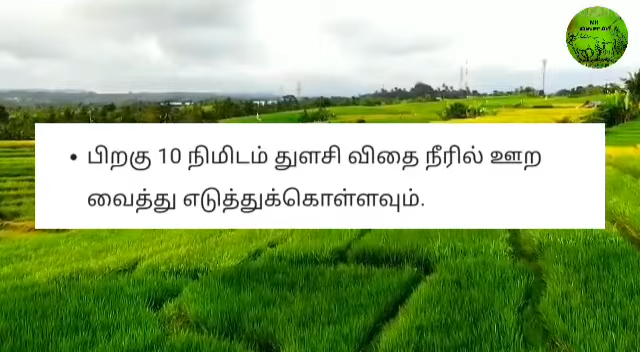 • பிறகு 10 நிமிடம் துளசி விதை நீரில் ஊற
வைத்து எடுத்துக்கொள்ளவும்.